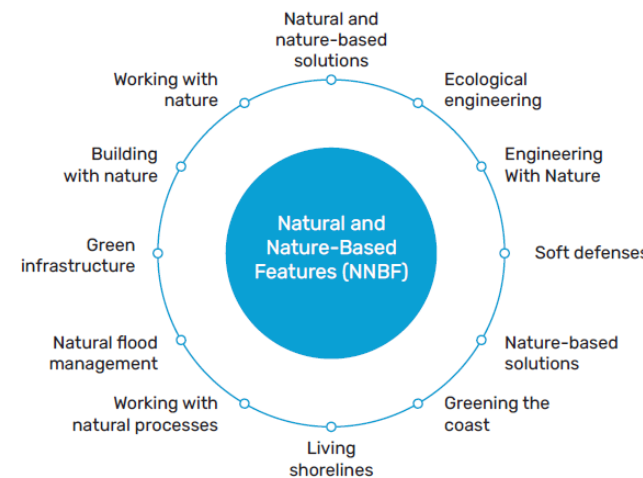 Natural and
nature-based
solutions
Ecological
engineering
Engineering
With Nature
Soft defenses
Nature-based
solutions
Greening the
coast
Living
shorelines
Working with
natural processes
Natural flood
management
Green
infrastructure
Building
with nature
Working with
nature
Natural and
Nature-Based
Features (NNBF)